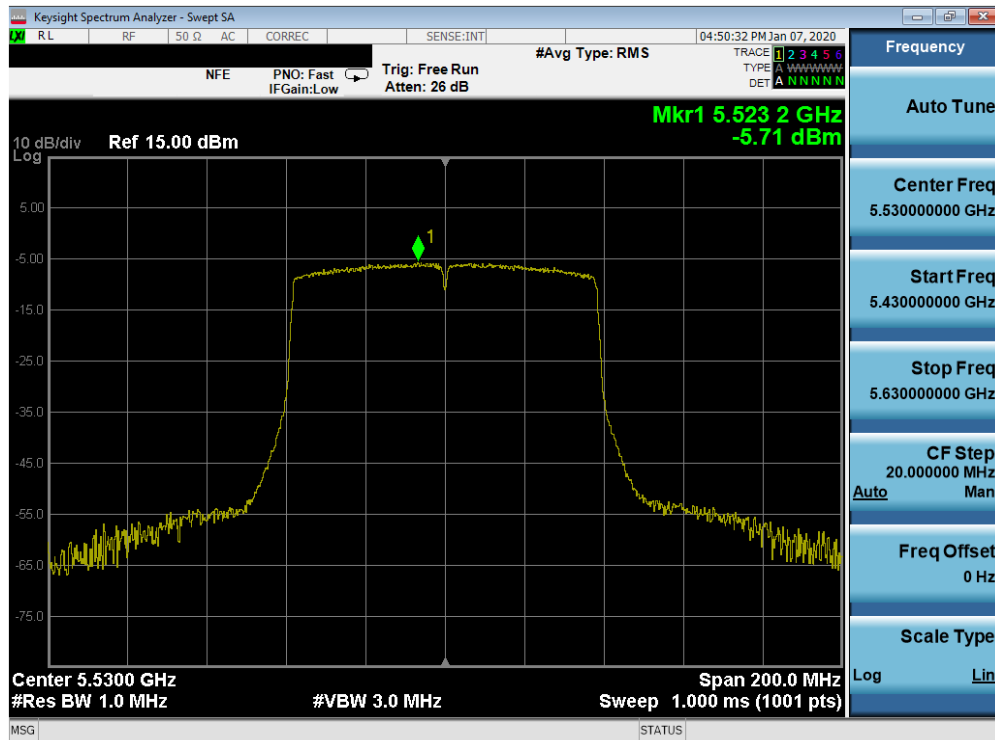 Keysight Spectrum Analyzer - Swept SA
LXI RL RF 50 Ω AC CORREC SENSE:INT 04:50:32 PM Jan 07, 2020
NFE PNO: Fast Trig: Free Run #Avg Type: RMS TRACE 1 2 3 4 5 6
IFGain:Low Atten: 26 dB TYPE A WWWWW
DET A N N N N N
Mkr1 5.523 2 GHz
-5.71 dBm
10 dB/div Ref 15.00 dBm
Log
5.00
-5.00
-15.0
-25.0
-35.0
-45.0
-55.0
-65.0
-75.0
1
Center 5.5300 GHz Span 200.0 MHz
#Res BW 1.0 MHz #VBW 3.0 MHz Sweep 1.000 ms (1001 pts)
MSG STATUS
Frequency
Auto Tune
Center Freq
5.530000000 GHz
Start Freq
5.430000000 GHz
Stop Freq
5.630000000 GHz
CF Step
20.000000 MHz
Auto Man
Freq Offset
0 Hz
Scale Type
Log Lin